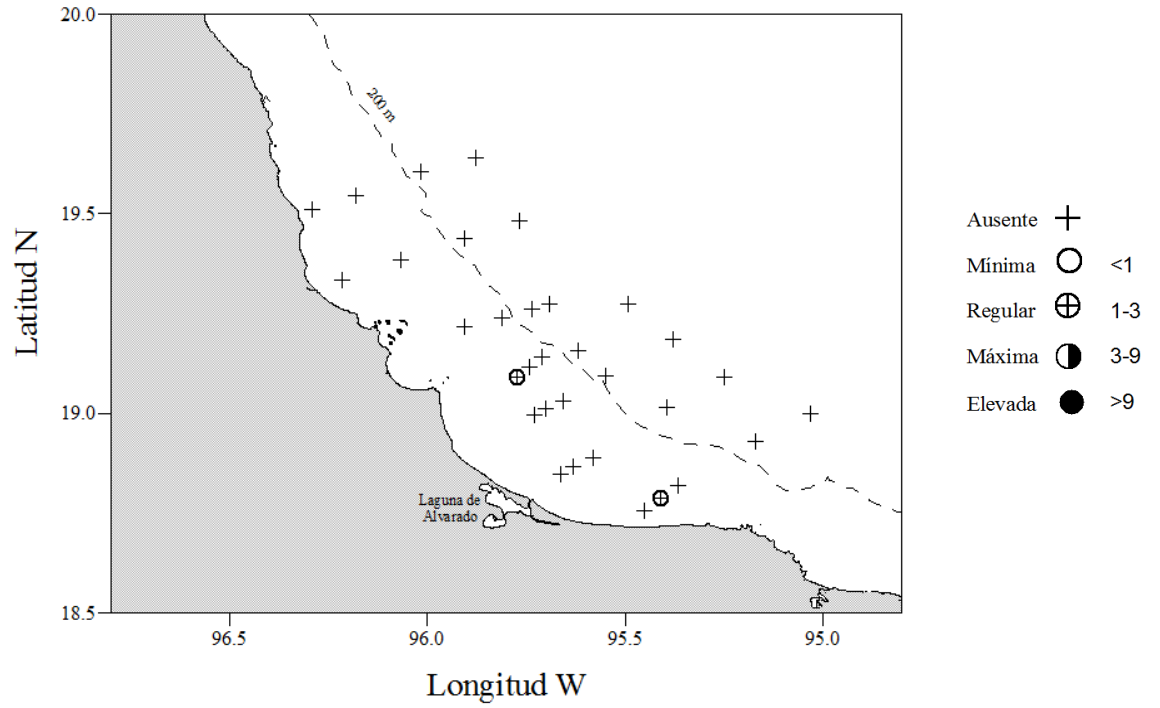 20.0
200 m
19.5
19.0
18.5
Latitud N
Laguna de
Alvarado
96.5 96.0 95.5 95.0
Longitud W
Ausente
Mínima <1
Regular 1-3
Máxima 3-9
Elevada >9